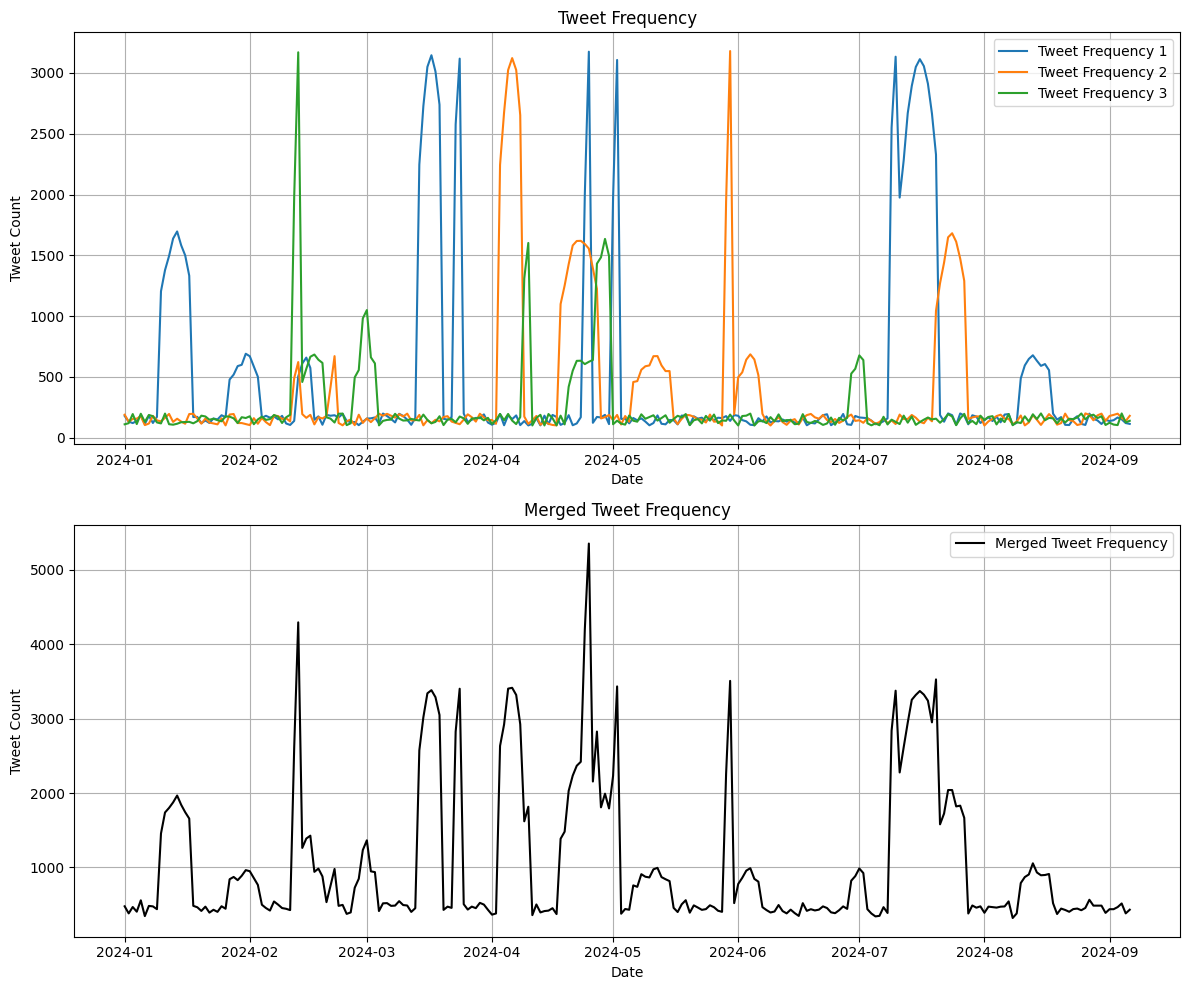 Tweet Frequency
Tweet Frequency 1
Tweet Frequency 2
Tweet Frequency 3
Tweet Count
3000
2500
2000
1500
1000
500
0
2024-01 2024-02 2024-03 2024-04 2024-05 2024-06 2024-07 2024-08 2024-09
Date
Merged Tweet Frequency
Merged Tweet Frequency
Tweet Count
5000
4000
3000
2000
1000
2024-01 2024-02 2024-03 2024-04 2024-05 2024-06 2024-07 2024-08 2024-09
Date